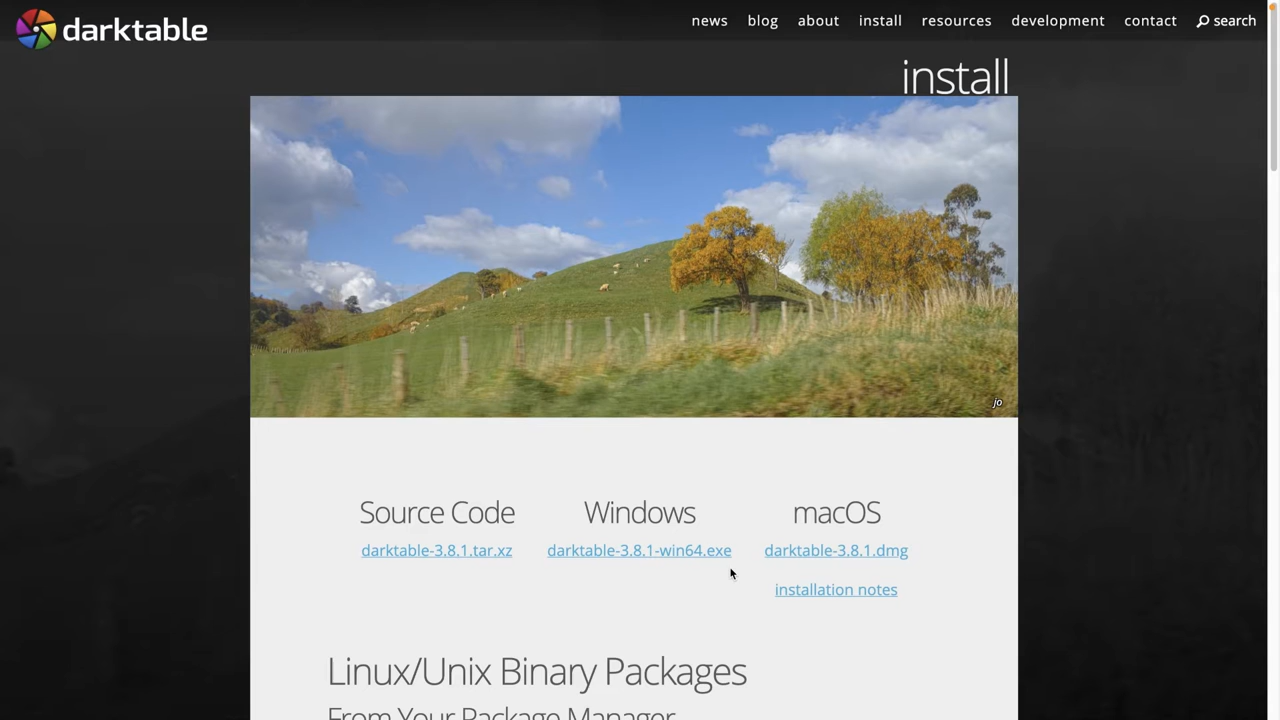 darktable
news blog about install resources development contact search
install
jo
Source Code Windows macOS
darktable-3.8.1.tar.xz darktable-3.8.1-win64.exe darktable-3.8.1.dmg
installation notes
Linux/Unix Binary Packages
From Your Package Manager